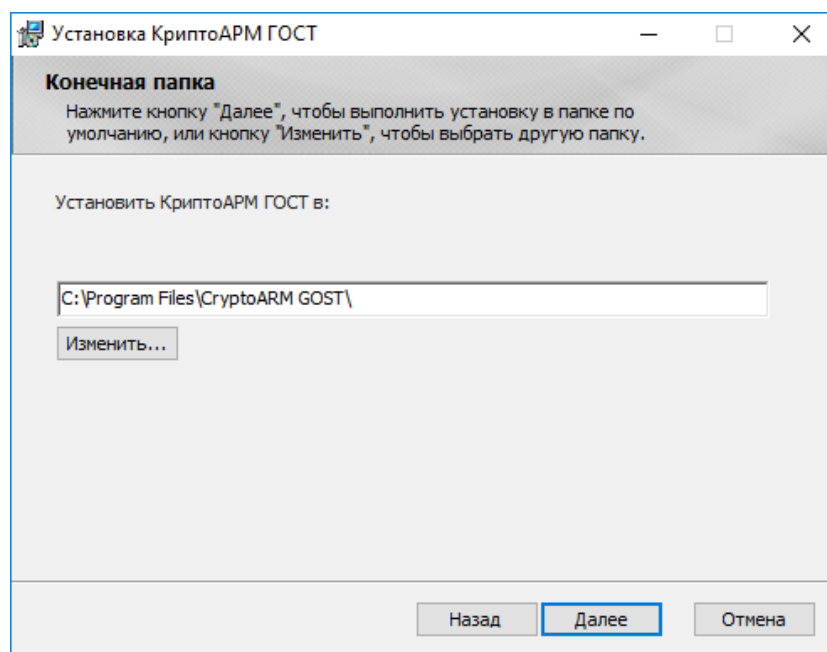 Установка КриптоАРМ ГОСТ
Конечная папка
Нажмите кнопку "Далее", чтобы выполнить установку в папке по
умолчанию, или кнопку "Изменить", чтобы выбрать другую папку.
Установить КриптоАРМ ГОСТ в:
C:\Program Files\CryptoARM GOST\
Изменить...
Назад Далее Отмена